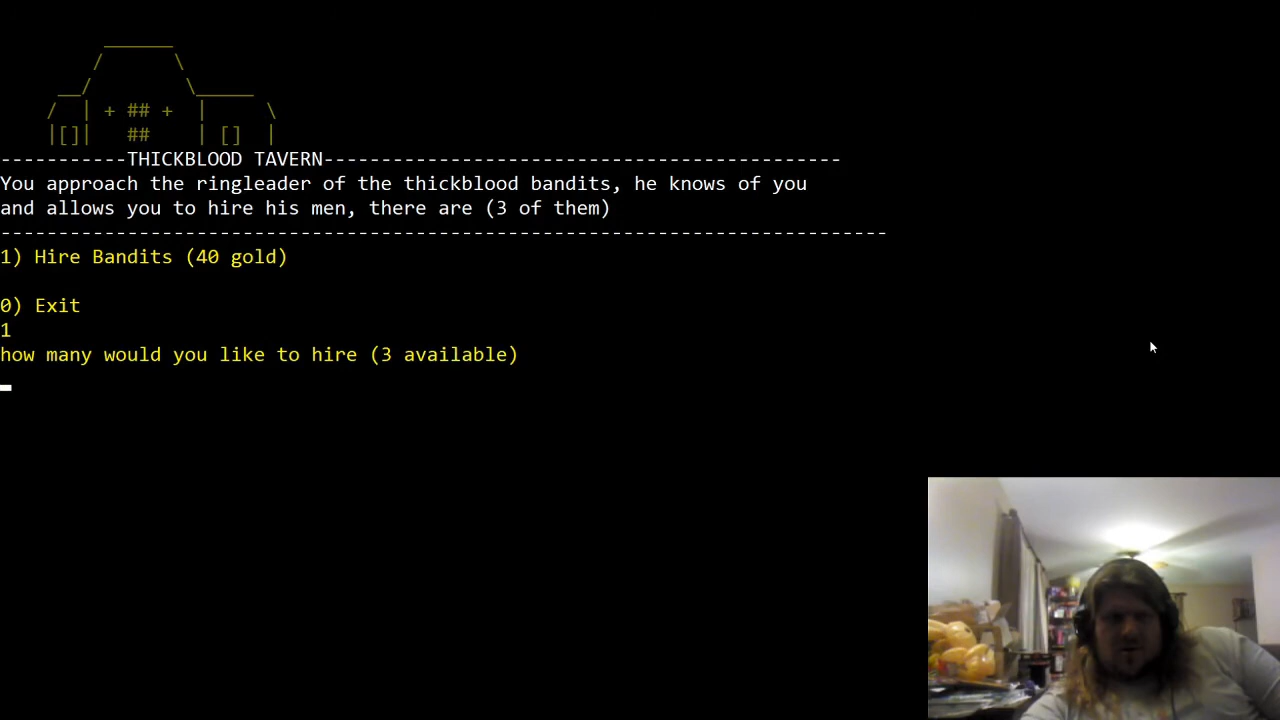 -----------THICKBLOOD TAVERN---------------------------------------------
You approach the ringleader of the thickblood bandits, he knows of you
and allows you to hire his men, there are (3 of them)
-----------------------------------------------------------------------------
1) Hire Bandits (40 gold)
0) Exit
1
how many would you like to hire (3 available)